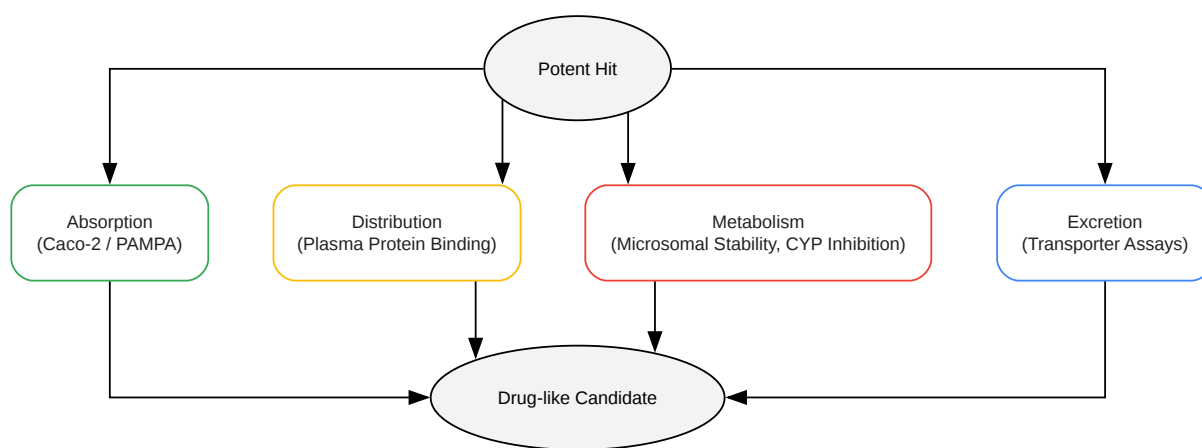 Potent Hit
Absorption
(Caco-2 / PAMPA)
Distribution
(Plasma Protein Binding)
Metabolism
(Microsomal Stability, CYP Inhibition)
Excretion
(Transporter Assays)
Drug-like Candidate